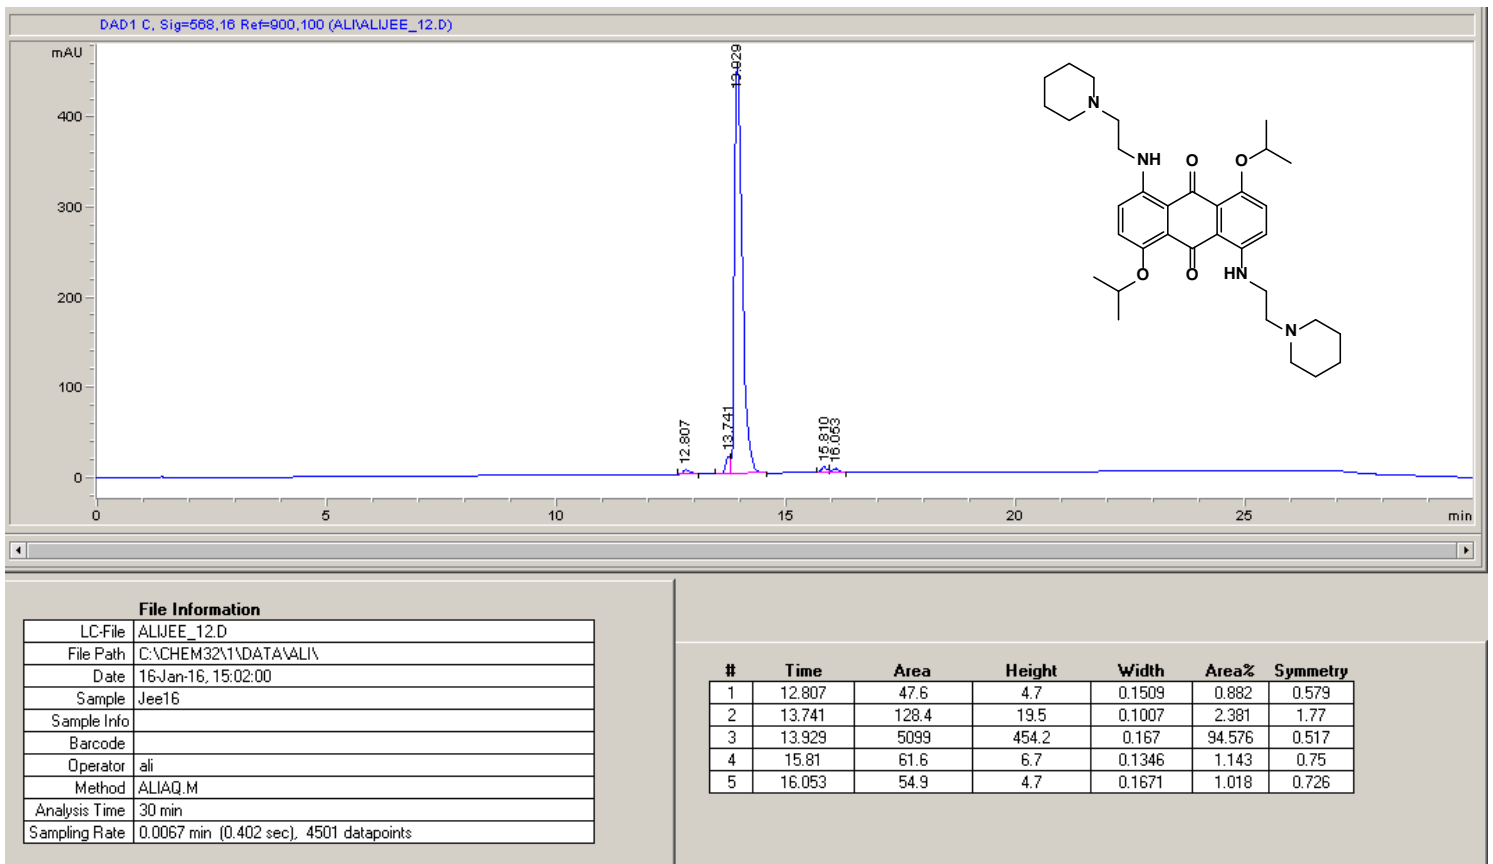 DAD1 C, Sig=568,16 Ref=900,100 (ALI\ALIJEE_12.D)
mAU
400
300
200
100
0
12.807
13.741
13.929
15.810
16.053
0 5 10 15 20 25 min
N
NH O O
O O HN
N
File Information
LC-File ALIJEE_12.D
File Path C:\CHEM32\1\DATA\ALI\
Date 16-Jan-16, 15:02:00
Sample Jee16
Sample Info
Barcode
Operator ali
Method ALIAQ.M
Analysis Time 30 min
Sampling Rate 0.0067 min (0.402 sec), 4501 datapoints
# Time Area Height Width Area% Symmetry
1 12.807 47.6 4.7 0.1509 0.882 0.579
2 13.741 128.4 19.5 0.1007 2.381 1.77
3 13.929 5099 454.2 0.167 94.576 0.517
4 15.81 61.6 6.7 0.1346 1.143 0.75
5 16.053 54.9 4.7 0.1671 1.018 0.726